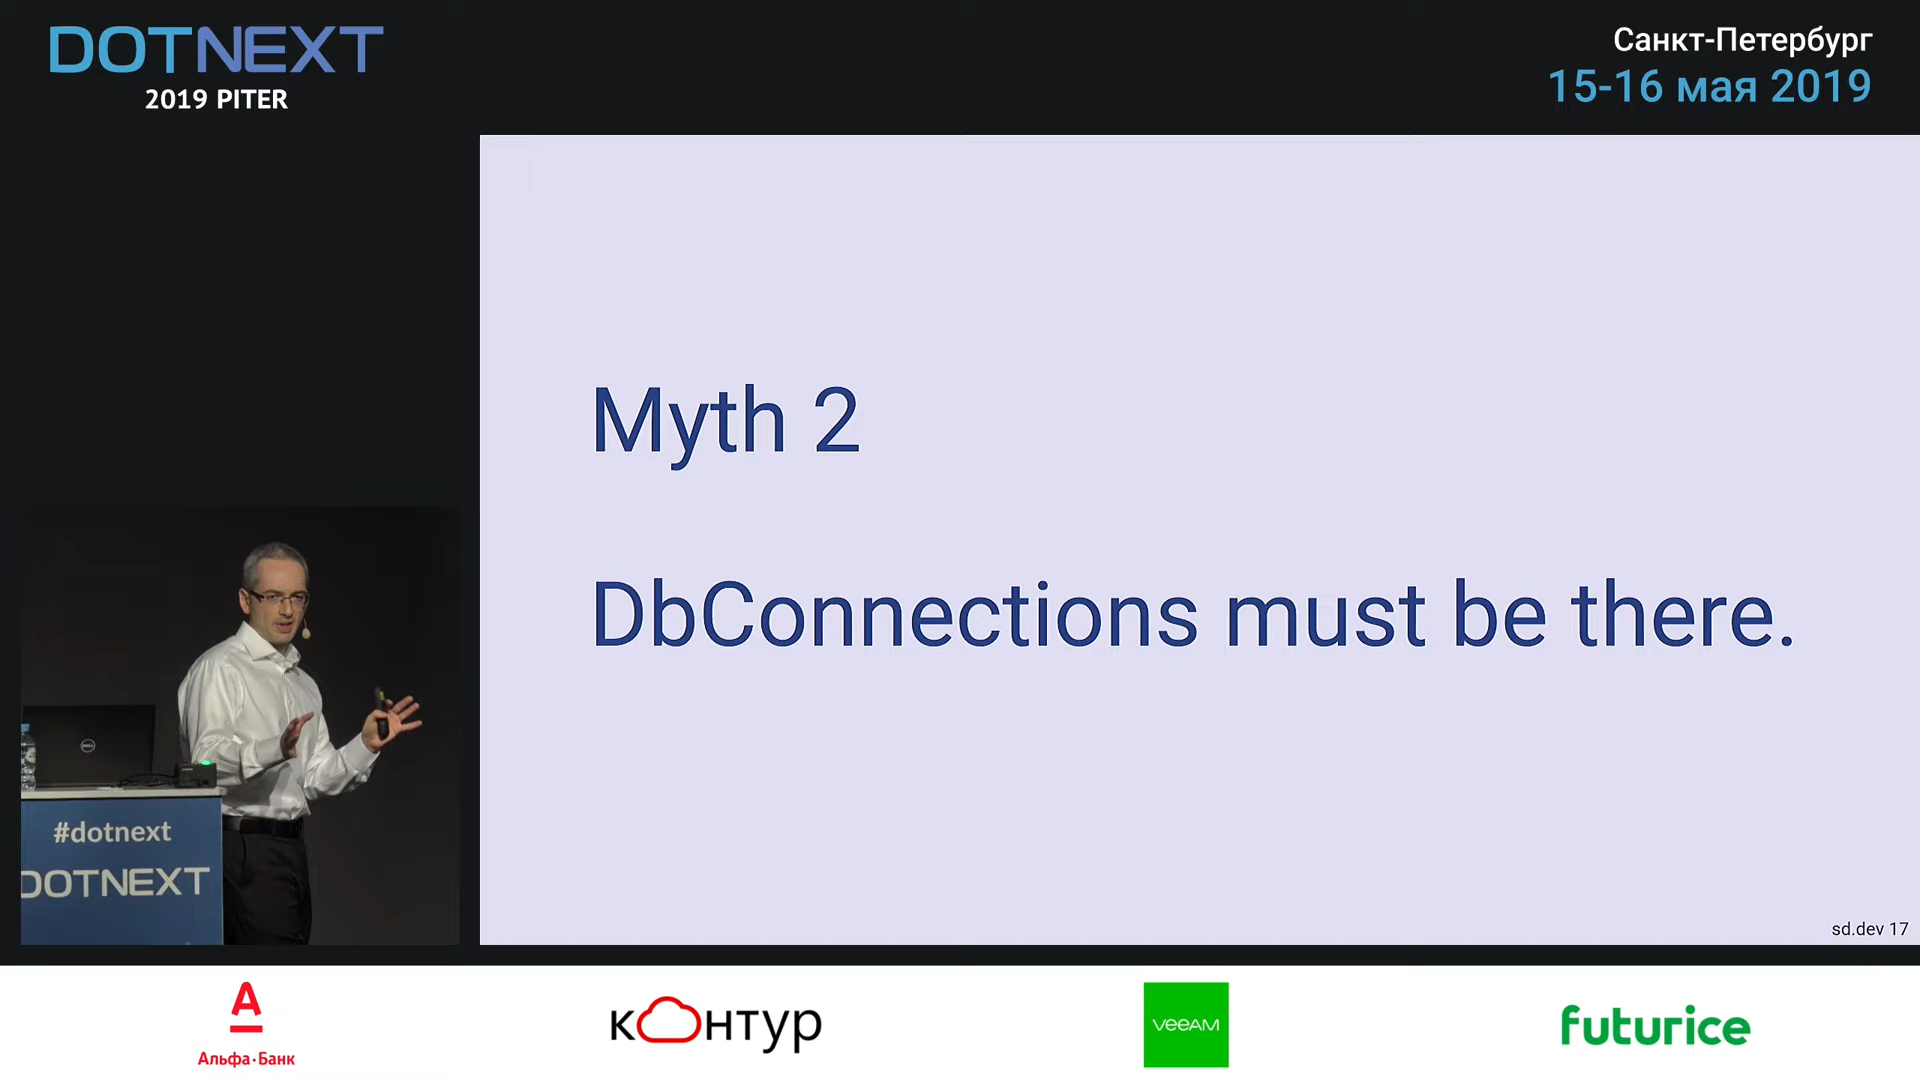 DOTNEXT
2019 PITER
Санкт-Петербург
15-16 мая 2019
Myth 2
DbConnections must be there.
sd.dev 17
DELL
#dotnext
DOTNEXT
А
Альфа·Банк
контур
veeam
futurice